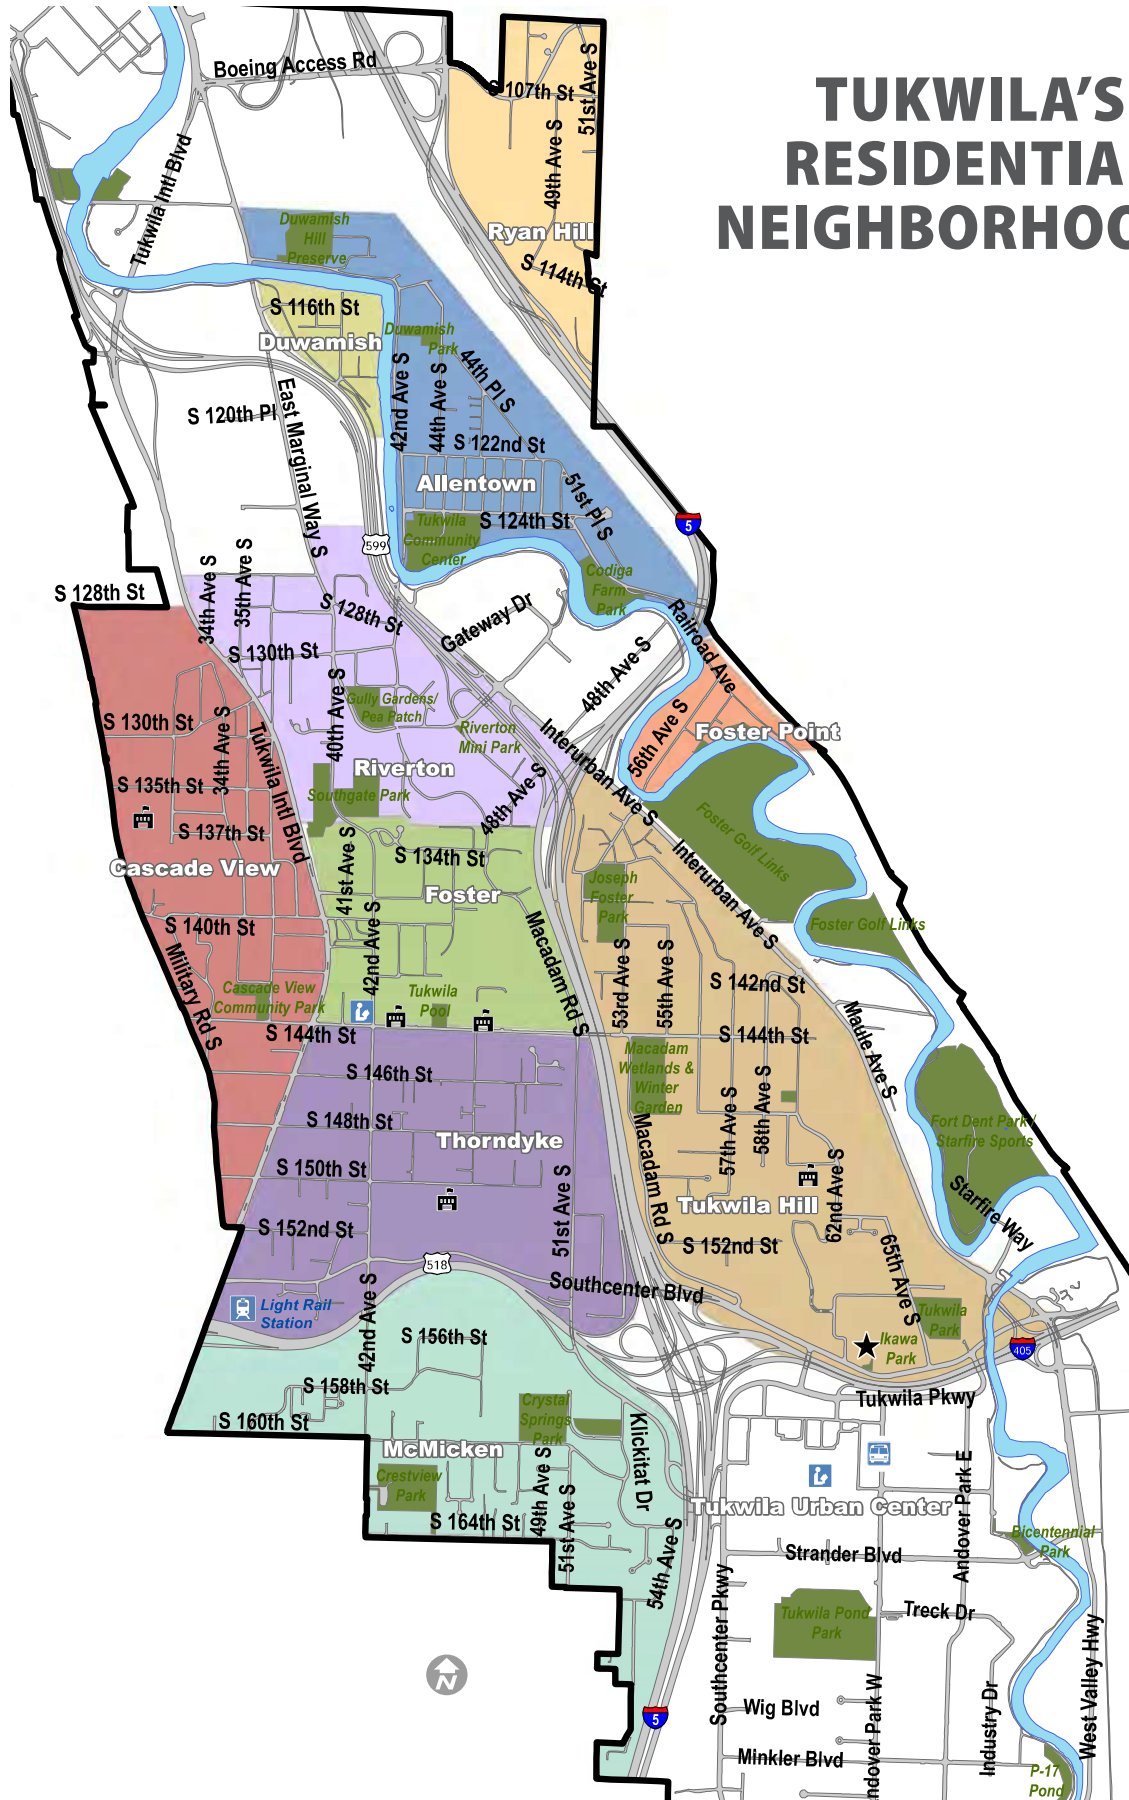 TUKWILA'S
RESIDENTIA
NEIGHBORHOO
Boeing Access Rd
S 107th St
51st Ave S
49th Ave S
Tukwila Intl Blvd
Ryan Hill
S 114th St
Duwamish
Hill
Preserve
S 116th St
Duwamish
Duwamish
Park
44th Pl S
42nd Ave S
44th Ave S
S 120th Pl
East Marginal Way S
S 122nd St
Allentown
51st Pl S
S 124th St
Tukwila
Community
Center
5
599
Codiga
Farm
Park
S 128th St
34th Ave S
35th Ave S
S 128th St
Gateway Dr
Railroad Ave
S 130th St
48th Ave S
40th Ave S
Gully Gardens/
Pea Patch
Riverton
Mini Park
S 130th St
34th Ave S
Tukwila Intl Blvd
Interurban Ave S
56th Ave S
Foster Point
Riverton
S 135th St
Southgate Park
48th Ave S
Foster Golf Links
S 137th St
Cascade View
41st Ave S
S 134th St
Foster
Joseph
Foster
Park
Interurban Ave S
S 140th St
42nd Ave S
Macadam Rd S
Foster Golf Links
Military Rd S
53rd Ave S
55th Ave S
S 142nd St
Cascade View
Community Park
Tukwila
Pool
Maule Ave S
S 144th St
S 144th St
Macadam
Wetlands &
Winter
Garden
S 146th St
S 148th St
57th Ave S
58th Ave S
Fort Dent Park /
Starfire Sports
Thorndyke
Macadam Rd S
S 150th St
51st Ave S
Tukwila Hill
62nd Ave S
Starfire Way
S 152nd St
S 152nd St
65th Ave S
518
Southcenter Blvd
Light Rail
Station
42nd Ave S
S 156th St
Tukwila
Park
Ikawa
Park
405
S 158th St
Tukwila Pkwy
S 160th St
Crystal
Springs
Park
Klickitat Dr
McMicken
Crestview
Park
49th Ave S
51st Ave S
S 164th St
54th Ave S
Tukwila Urban Center
Andover Park E
Bicentennial
Park
Strander Blvd
Southcenter Pkwy
Tukwila Pond
Park
Treck Dr
West Valley Hwy
N
5
Wig Blvd
ndover Park W
Industry Dr
Minkler Blvd
P-17
Pond